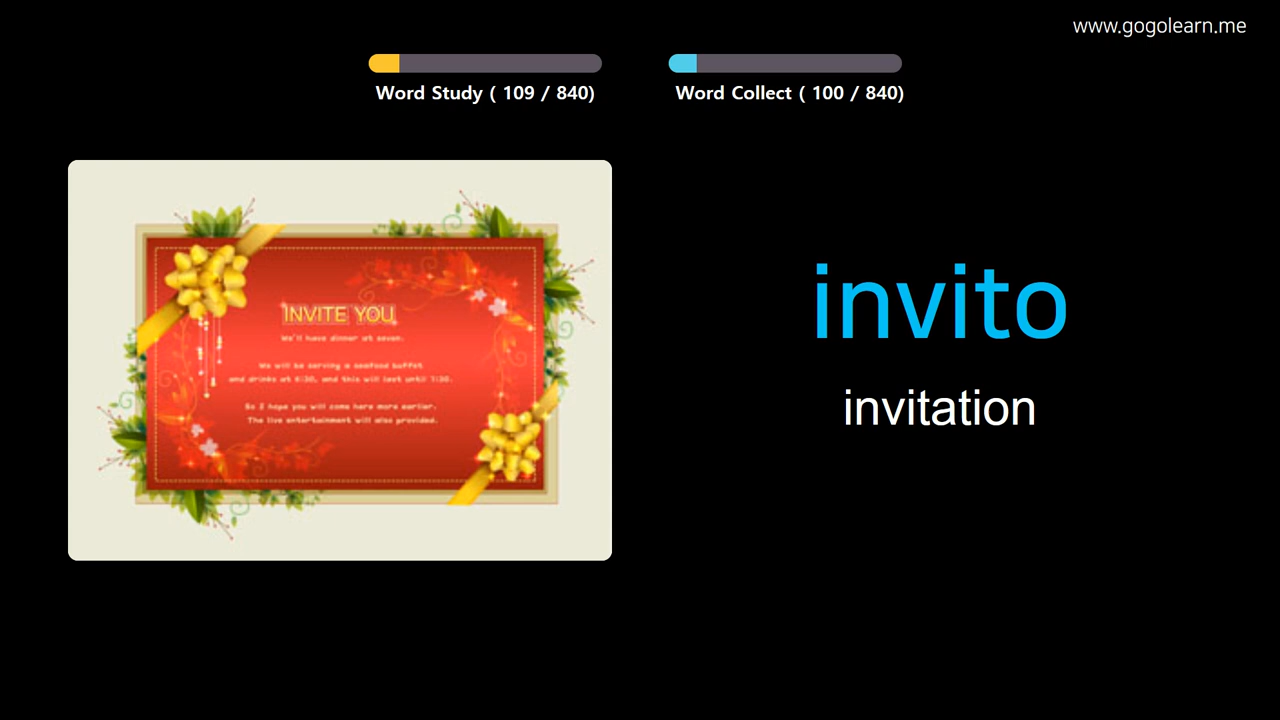 www.gogolearn.me
Word Study ( 109 / 840)
Word Collect ( 100 / 840)
INVITE YOU
We'll have dinner at seven.
We will be serving a seafood buffet
and drinks at 6:30, and this will last until 7:30.
So I hope you will come here more earlier.
The live entertainment will also provided.
invito
invitation